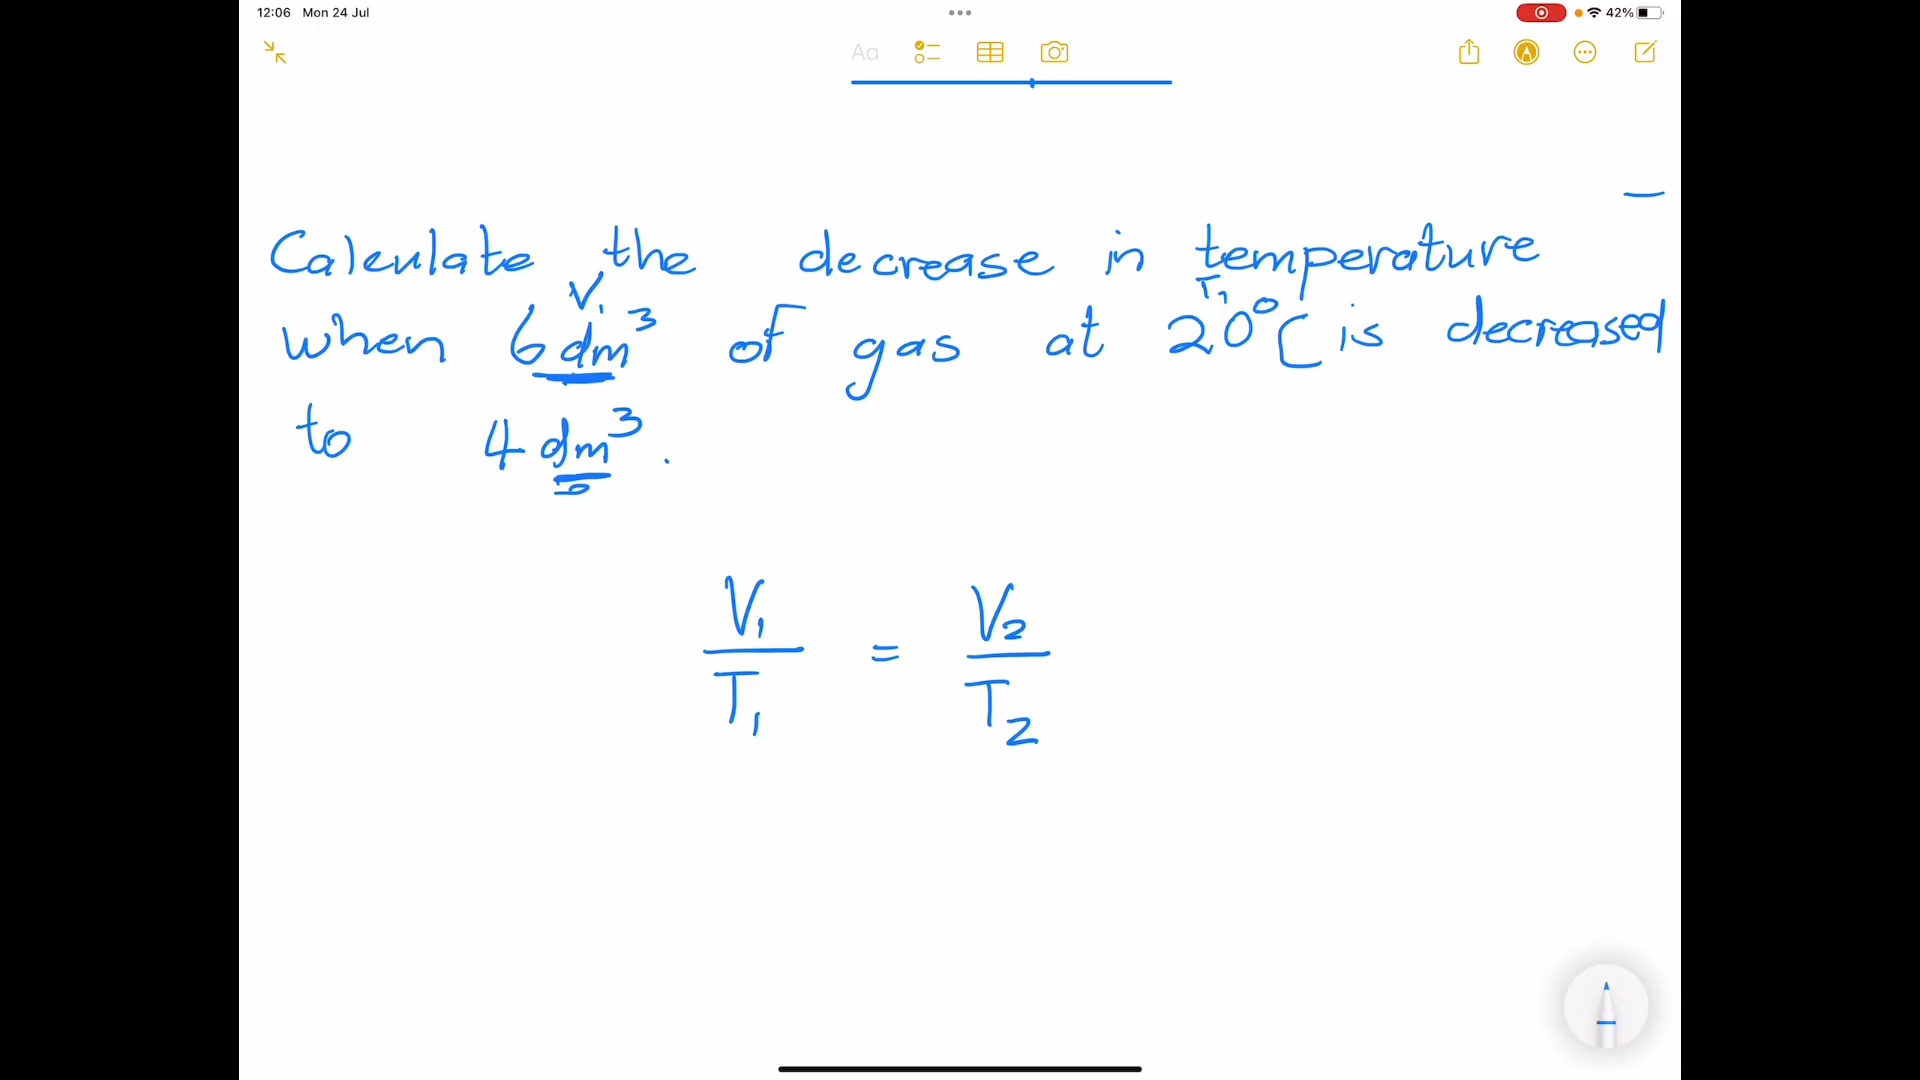 12:06 Mon 24 Jul
42%
Aa
Calculate the decrease in temperature
V₁ T₁
when 6 dm³ of gas at 20°C is decreased
to 4 dm³.
V₁ = V₂
T₁ T₂